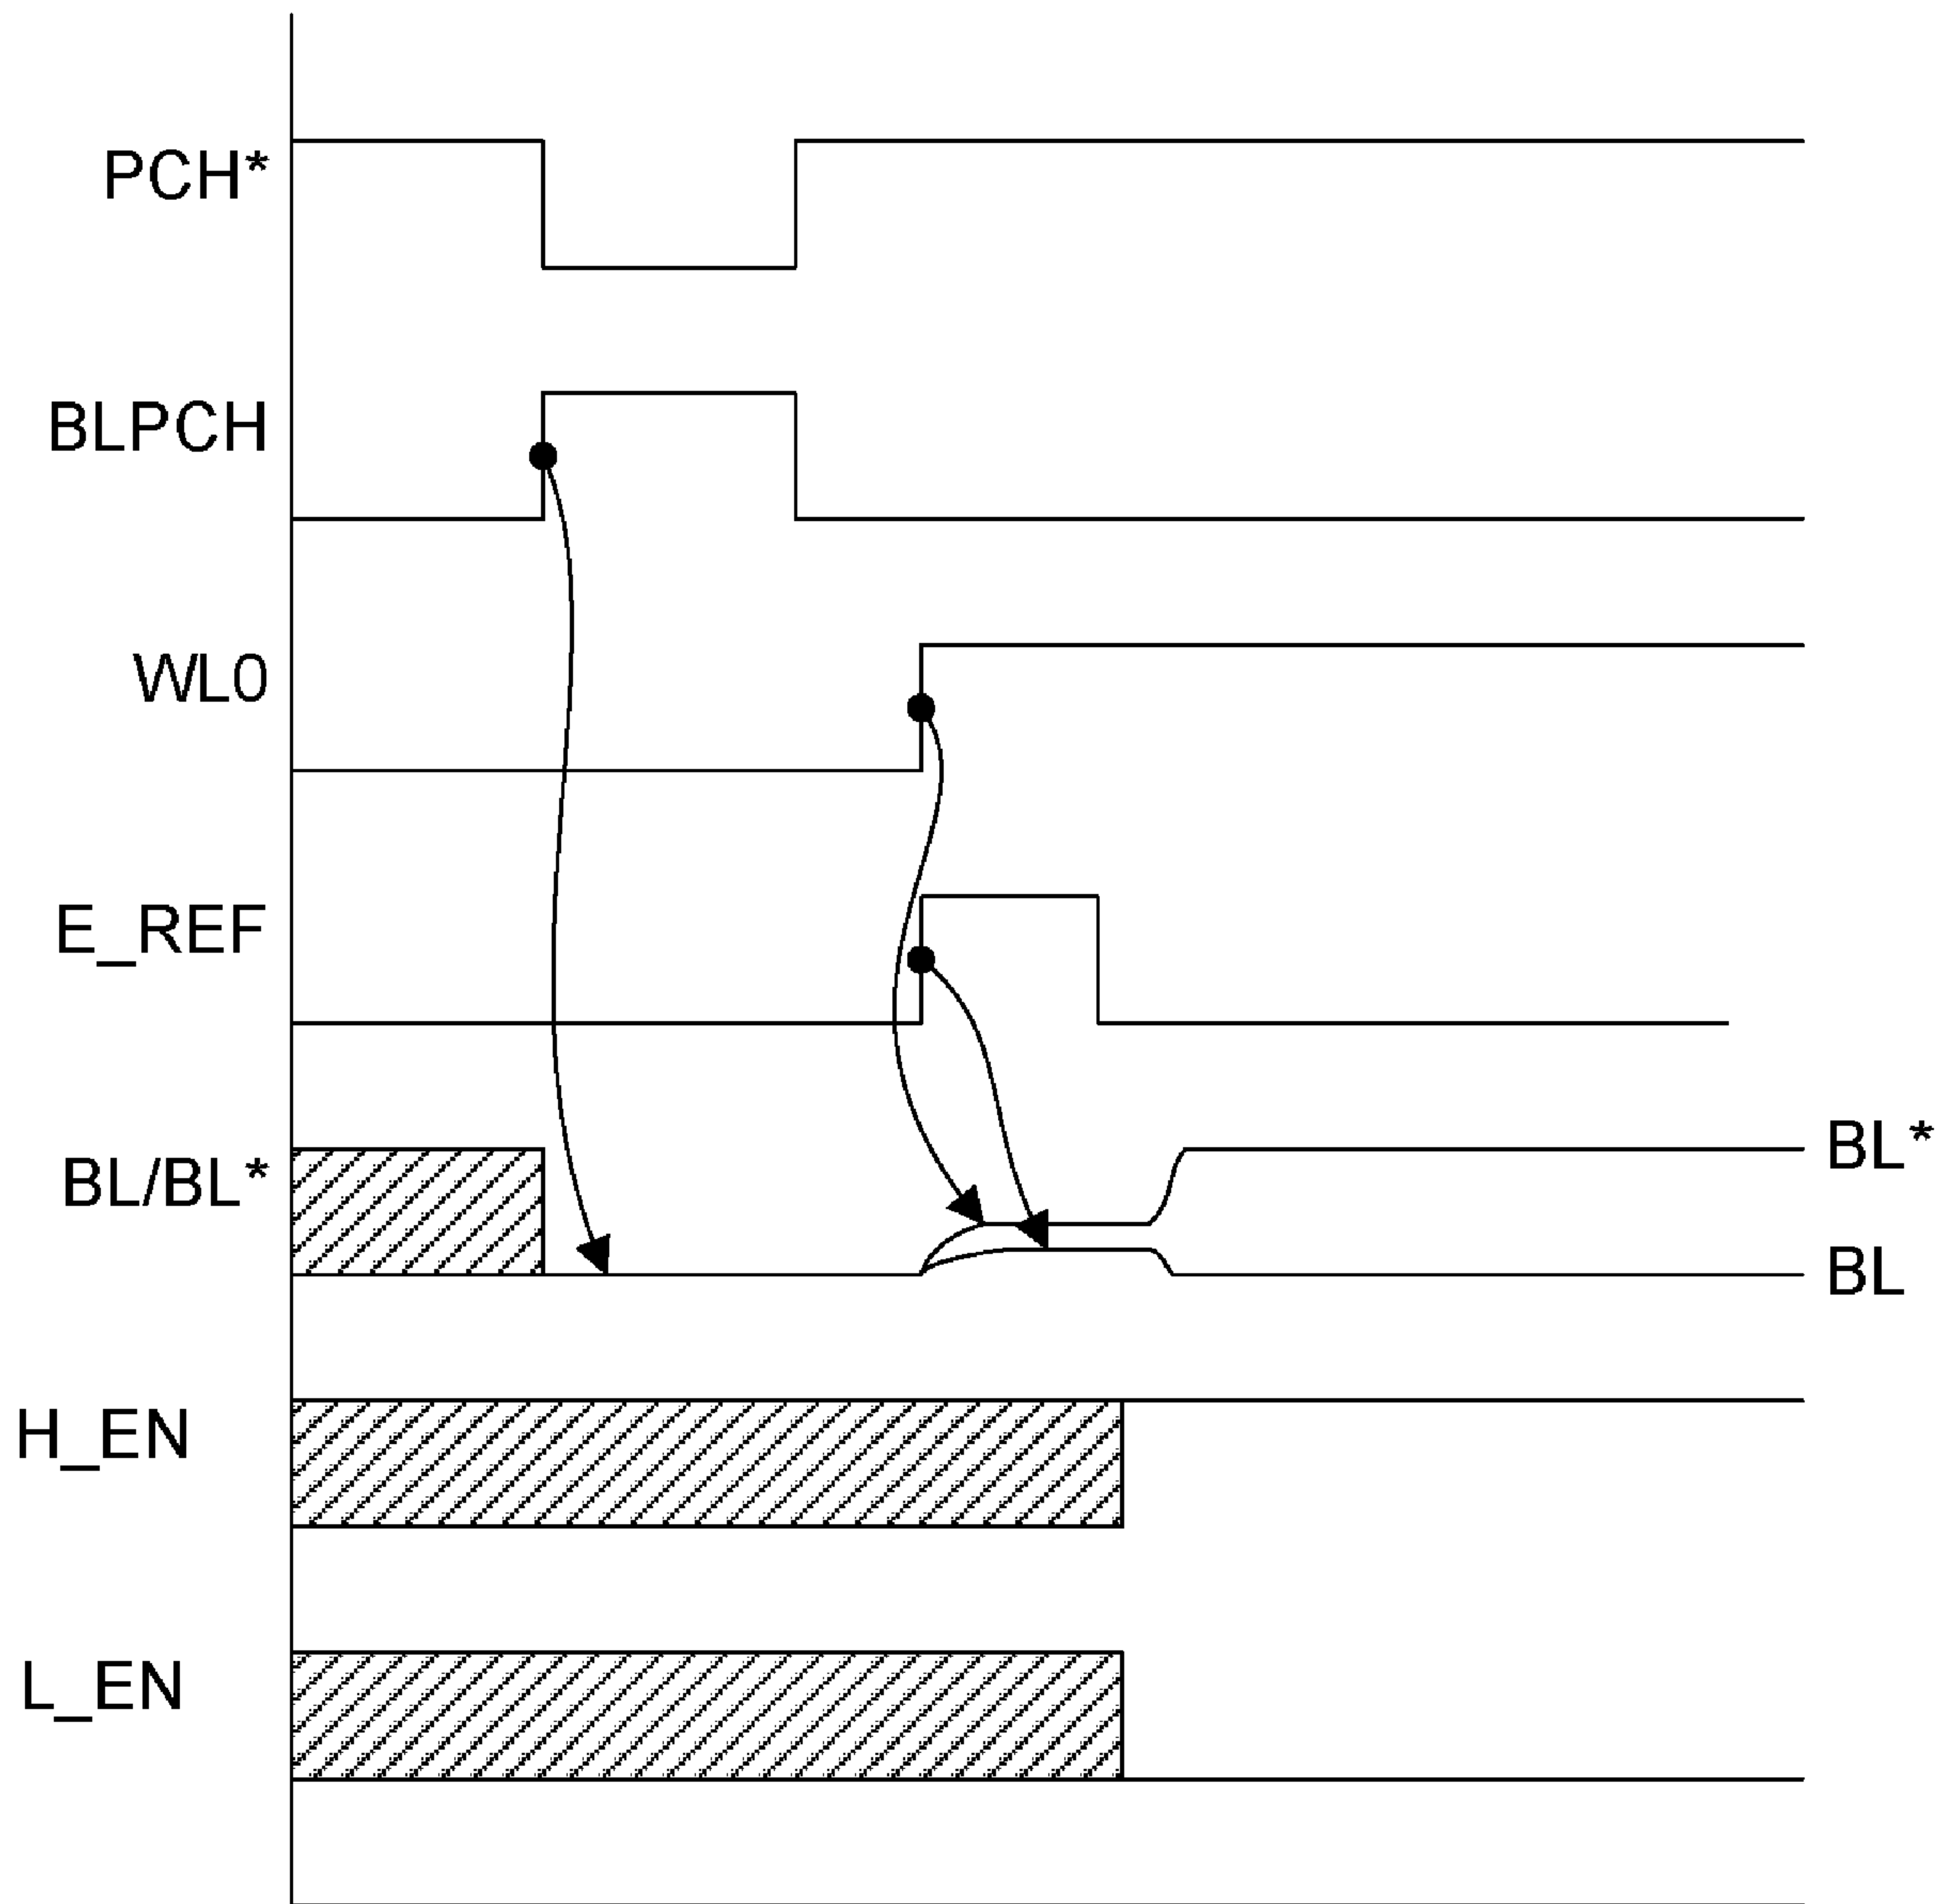 PCH*
BLPCH
WL0
E_REF
BL/BL*
BL*
BL
H_EN
L_EN